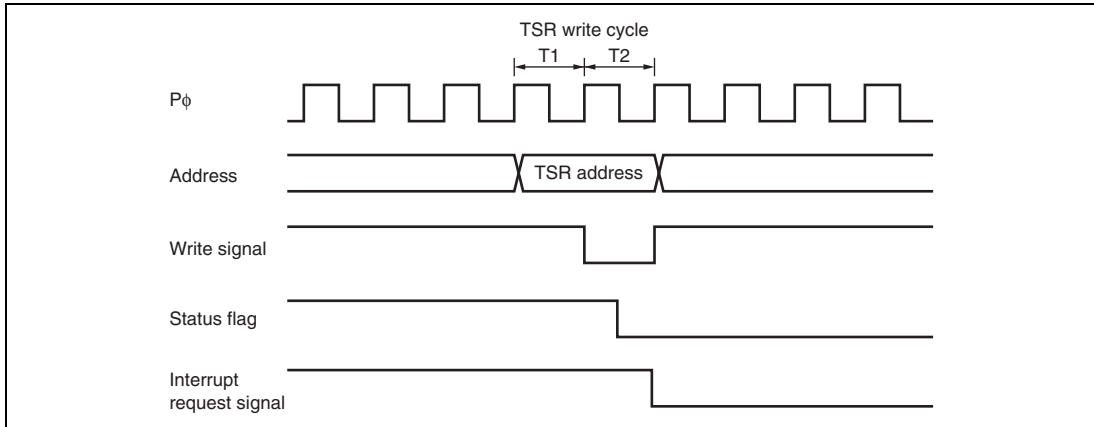 TSR write cycle
T1 T2
Pϕ
Address
TSR address
Write signal
Status flag
Interrupt
request signal